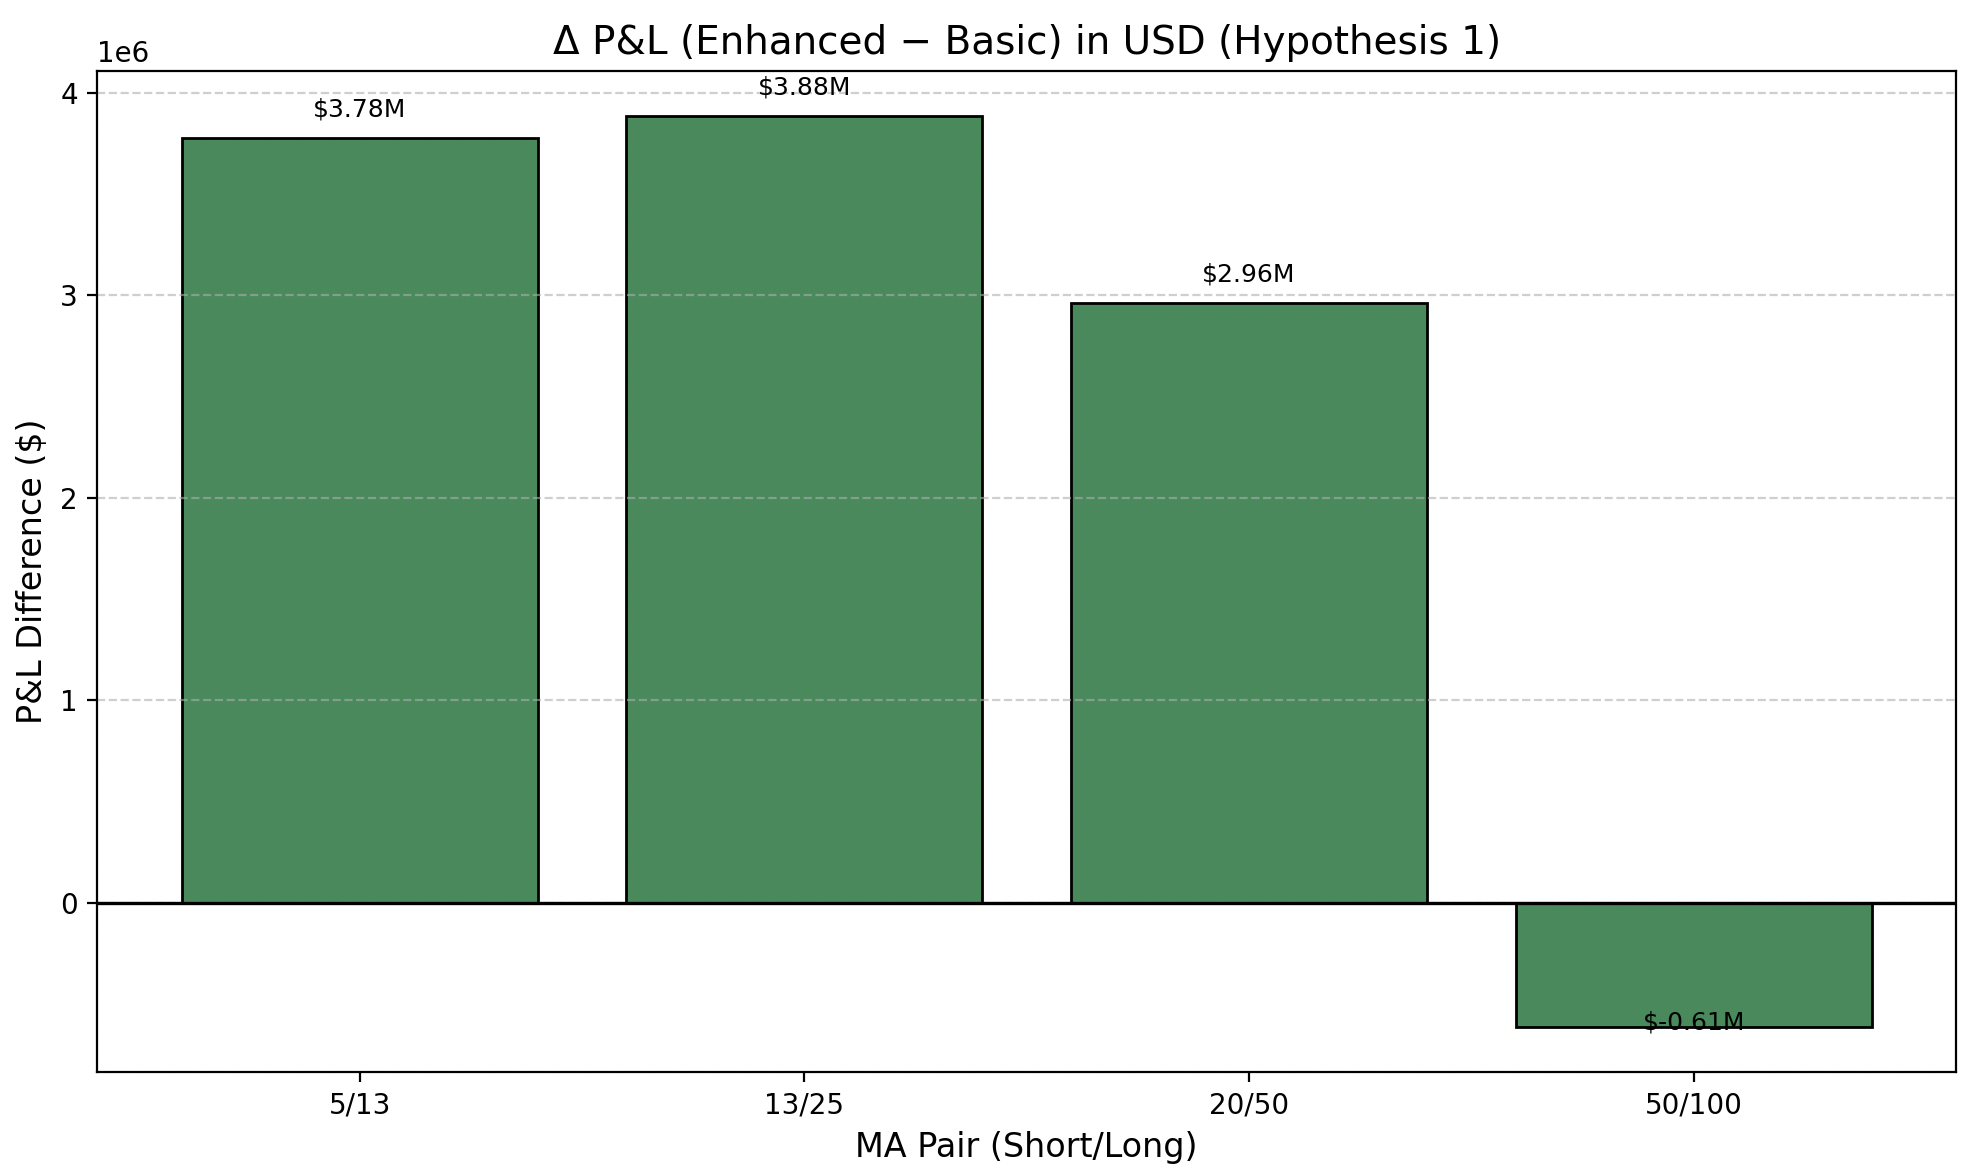 Δ P&L (Enhanced − Basic) in USD (Hypothesis 1)
1e6
4
3
2
1
0
P&L Difference ($)
$3.78M
$3.88M
$2.96M
$-0.61M
5/13
13/25
20/50
50/100
MA Pair (Short/Long)